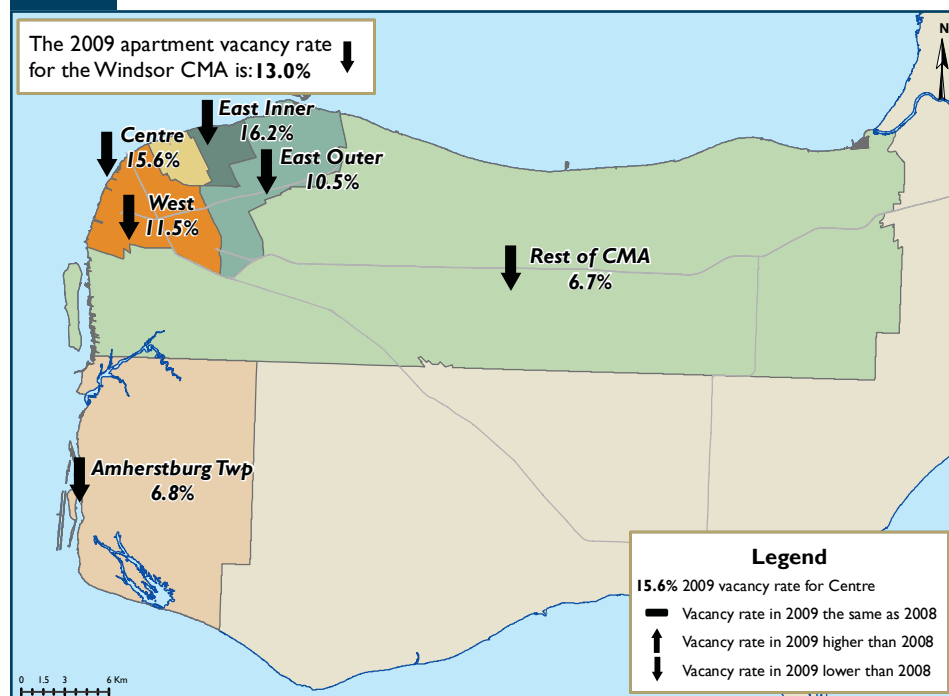 The 2009 apartment vacancy rate
for the Windsor CMA is: 13.0%
N
East Inner
16.2%
Centre
15.6%
East Outer
10.5%
West
11.5%
Rest of CMA
6.7%
Amherstburg Twp
6.8%
Legend
15.6% 2009 vacancy rate for Centre
Vacancy rate in 2009 the same as 2008
Vacancy rate in 2009 higher than 2008
Vacancy rate in 2009 lower than 2008
0 1.5 3 6 Km